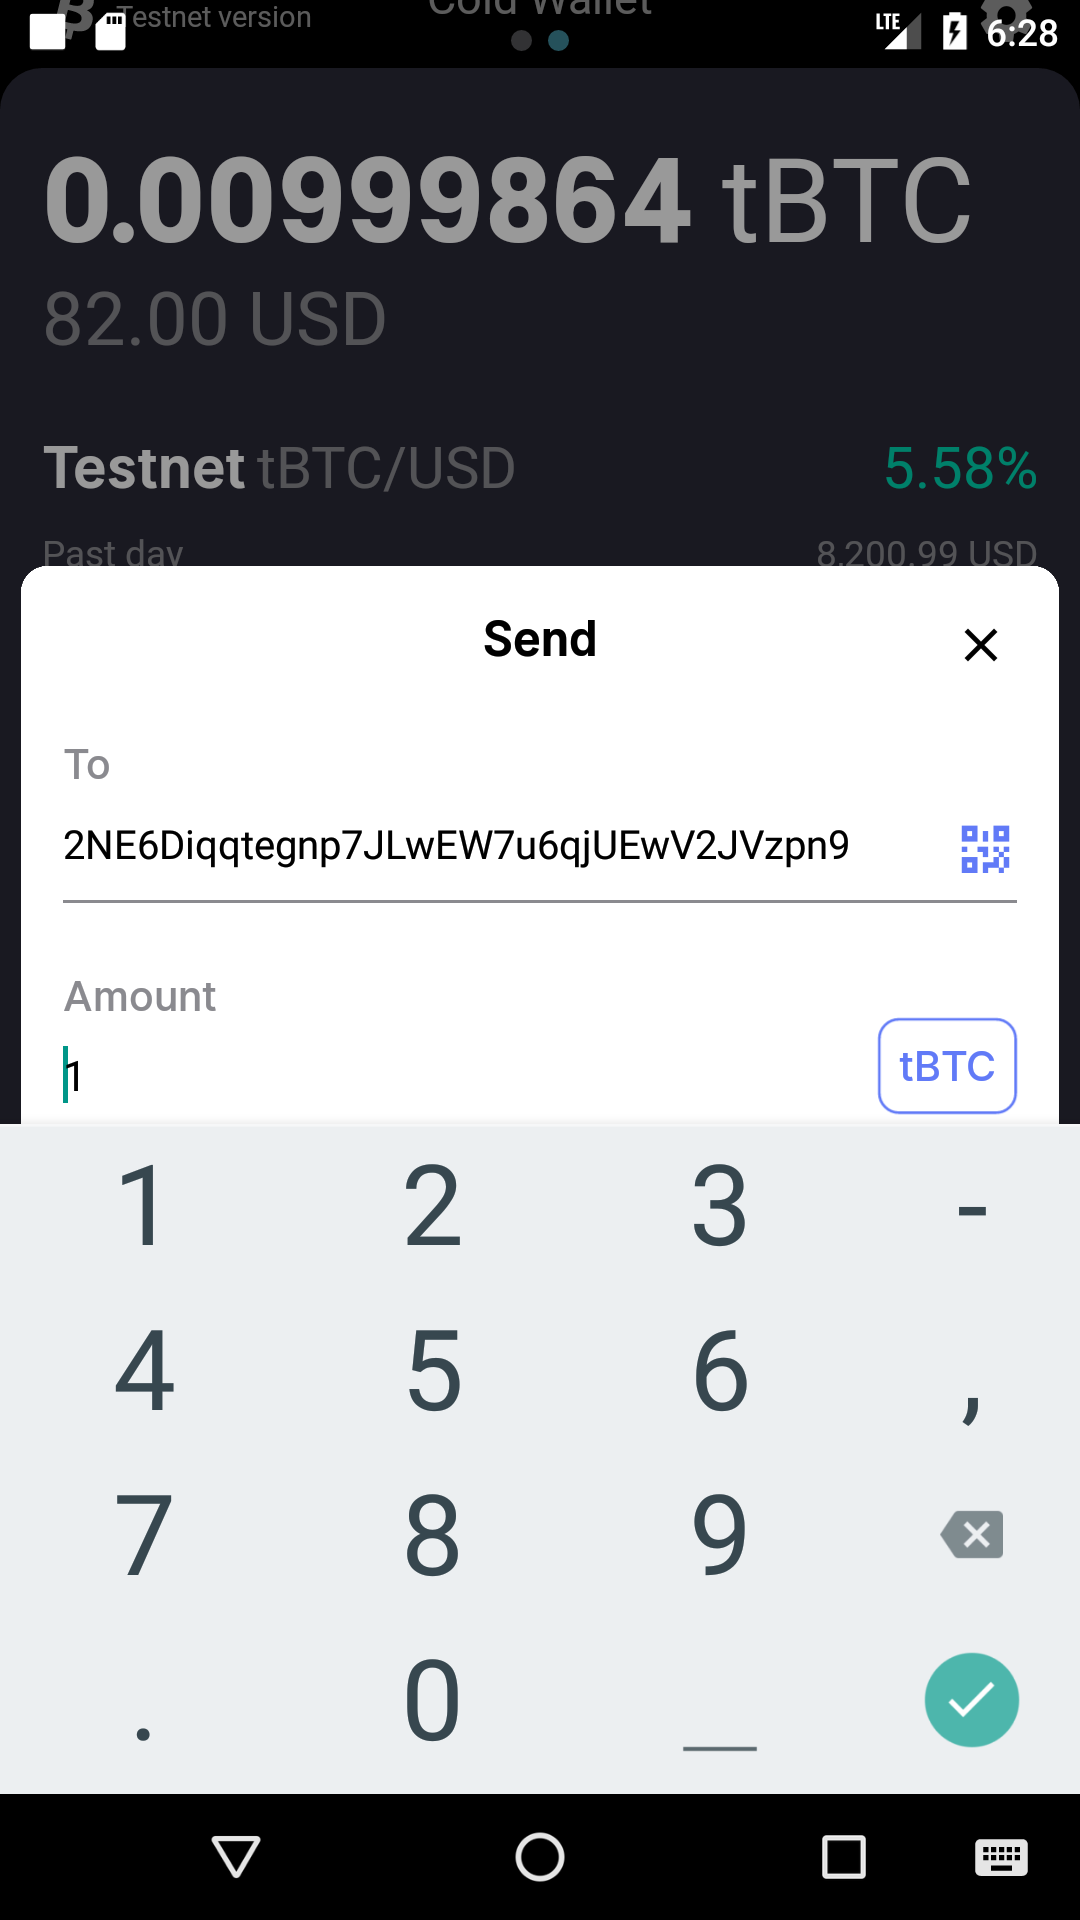 Testnet version
Cold Wallet
LTE
6:28
0.00999864 tBTC
82.00 USD
Testnet tBTC/USD
5.58%
Past day
8,200.99 USD
Send
To
2NE6Diqqtegnp7JLwEW7u6qjUEwV2JVzpn9
Amount
1
tBTC
1 2 3 -
4 5 6 ,
7 8 9
. 0